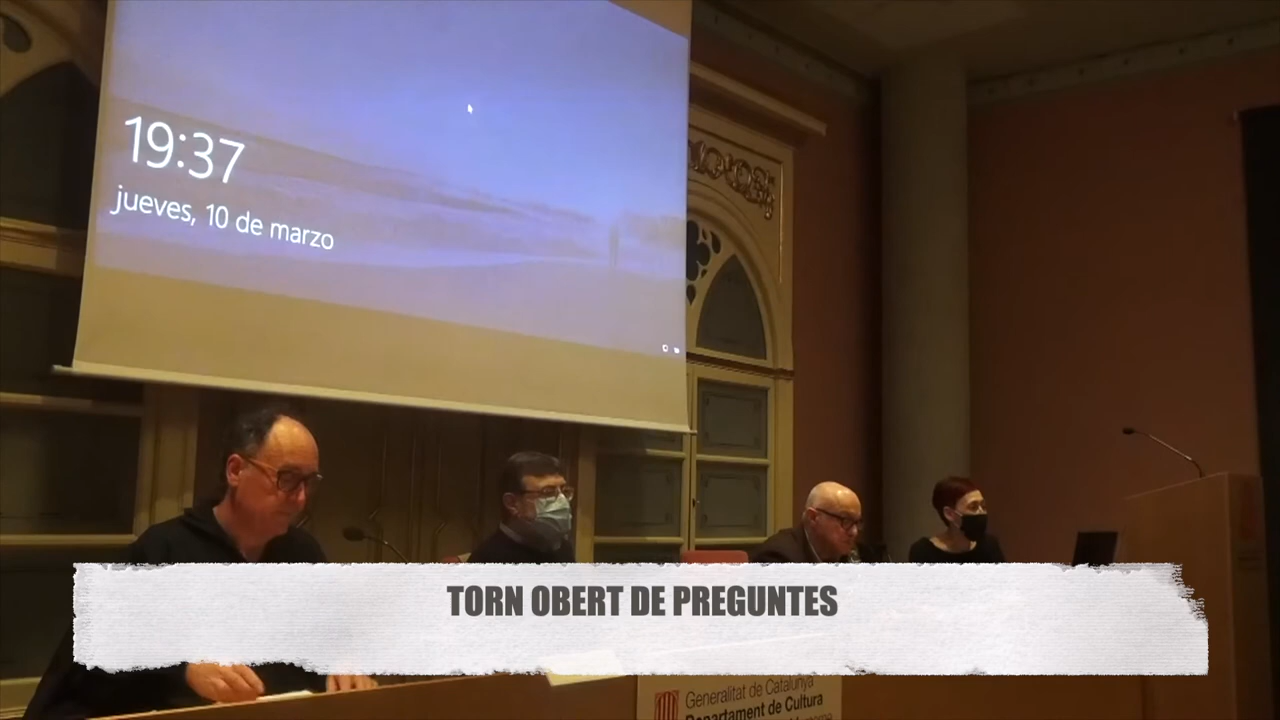 19:37
jueves, 10 de marzo
TORN OBERT DE PREGUNTES
Generalitat de Catalunya
Departament de Cultura